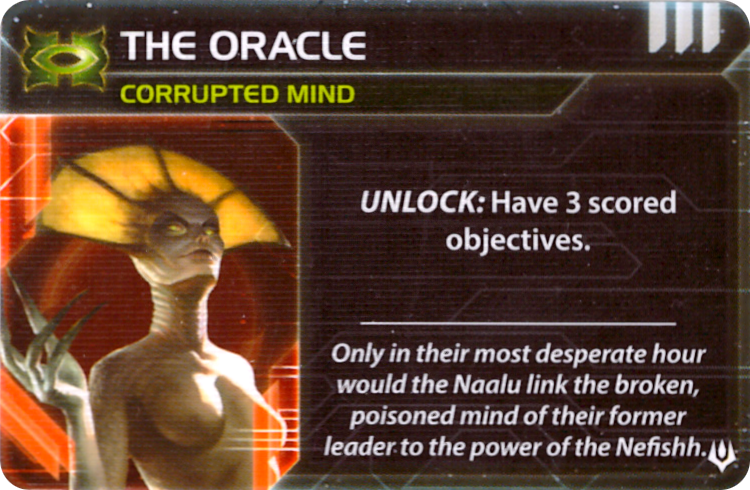 THE ORACLE
CORRUPTED MIND
UNLOCK: Have 3 scored
objectives.
Only in their most desperate hour
would the Naalu link the broken,
poisoned mind of their former
leader to the power of the Nefishh.